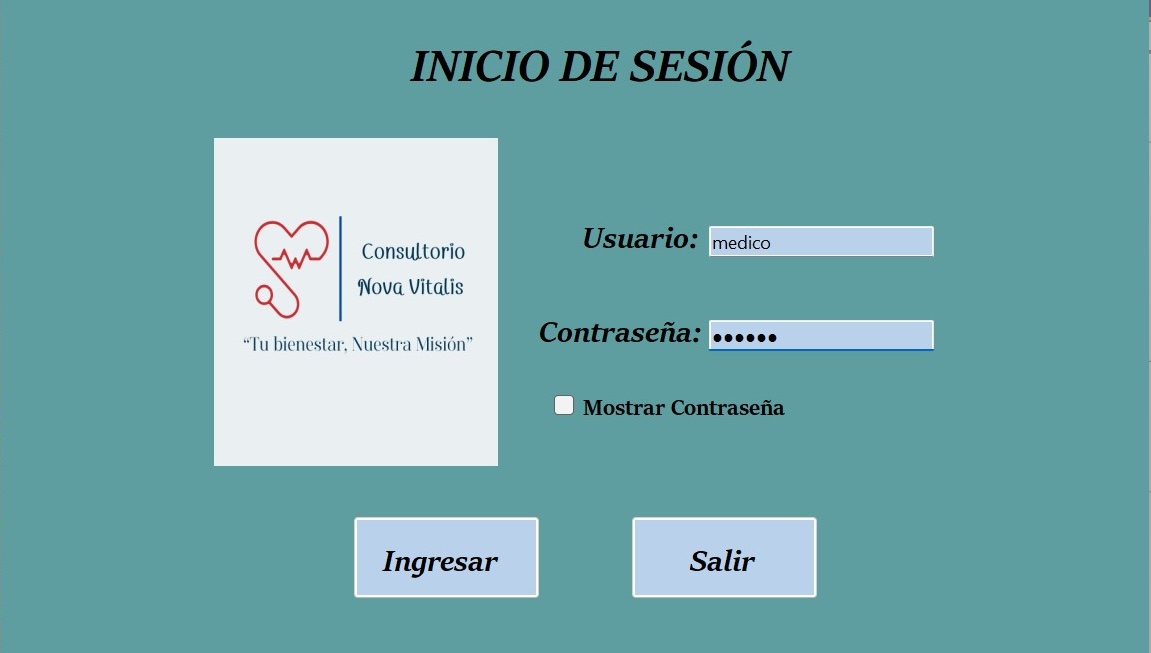 INICIO DE SESIÓN
Consultorio
Nova Vitalis
“Tu bienestar, Nuestra Misión”
Usuario: medico
Contraseña: ••••••
Mostrar Contraseña
Ingresar
Salir